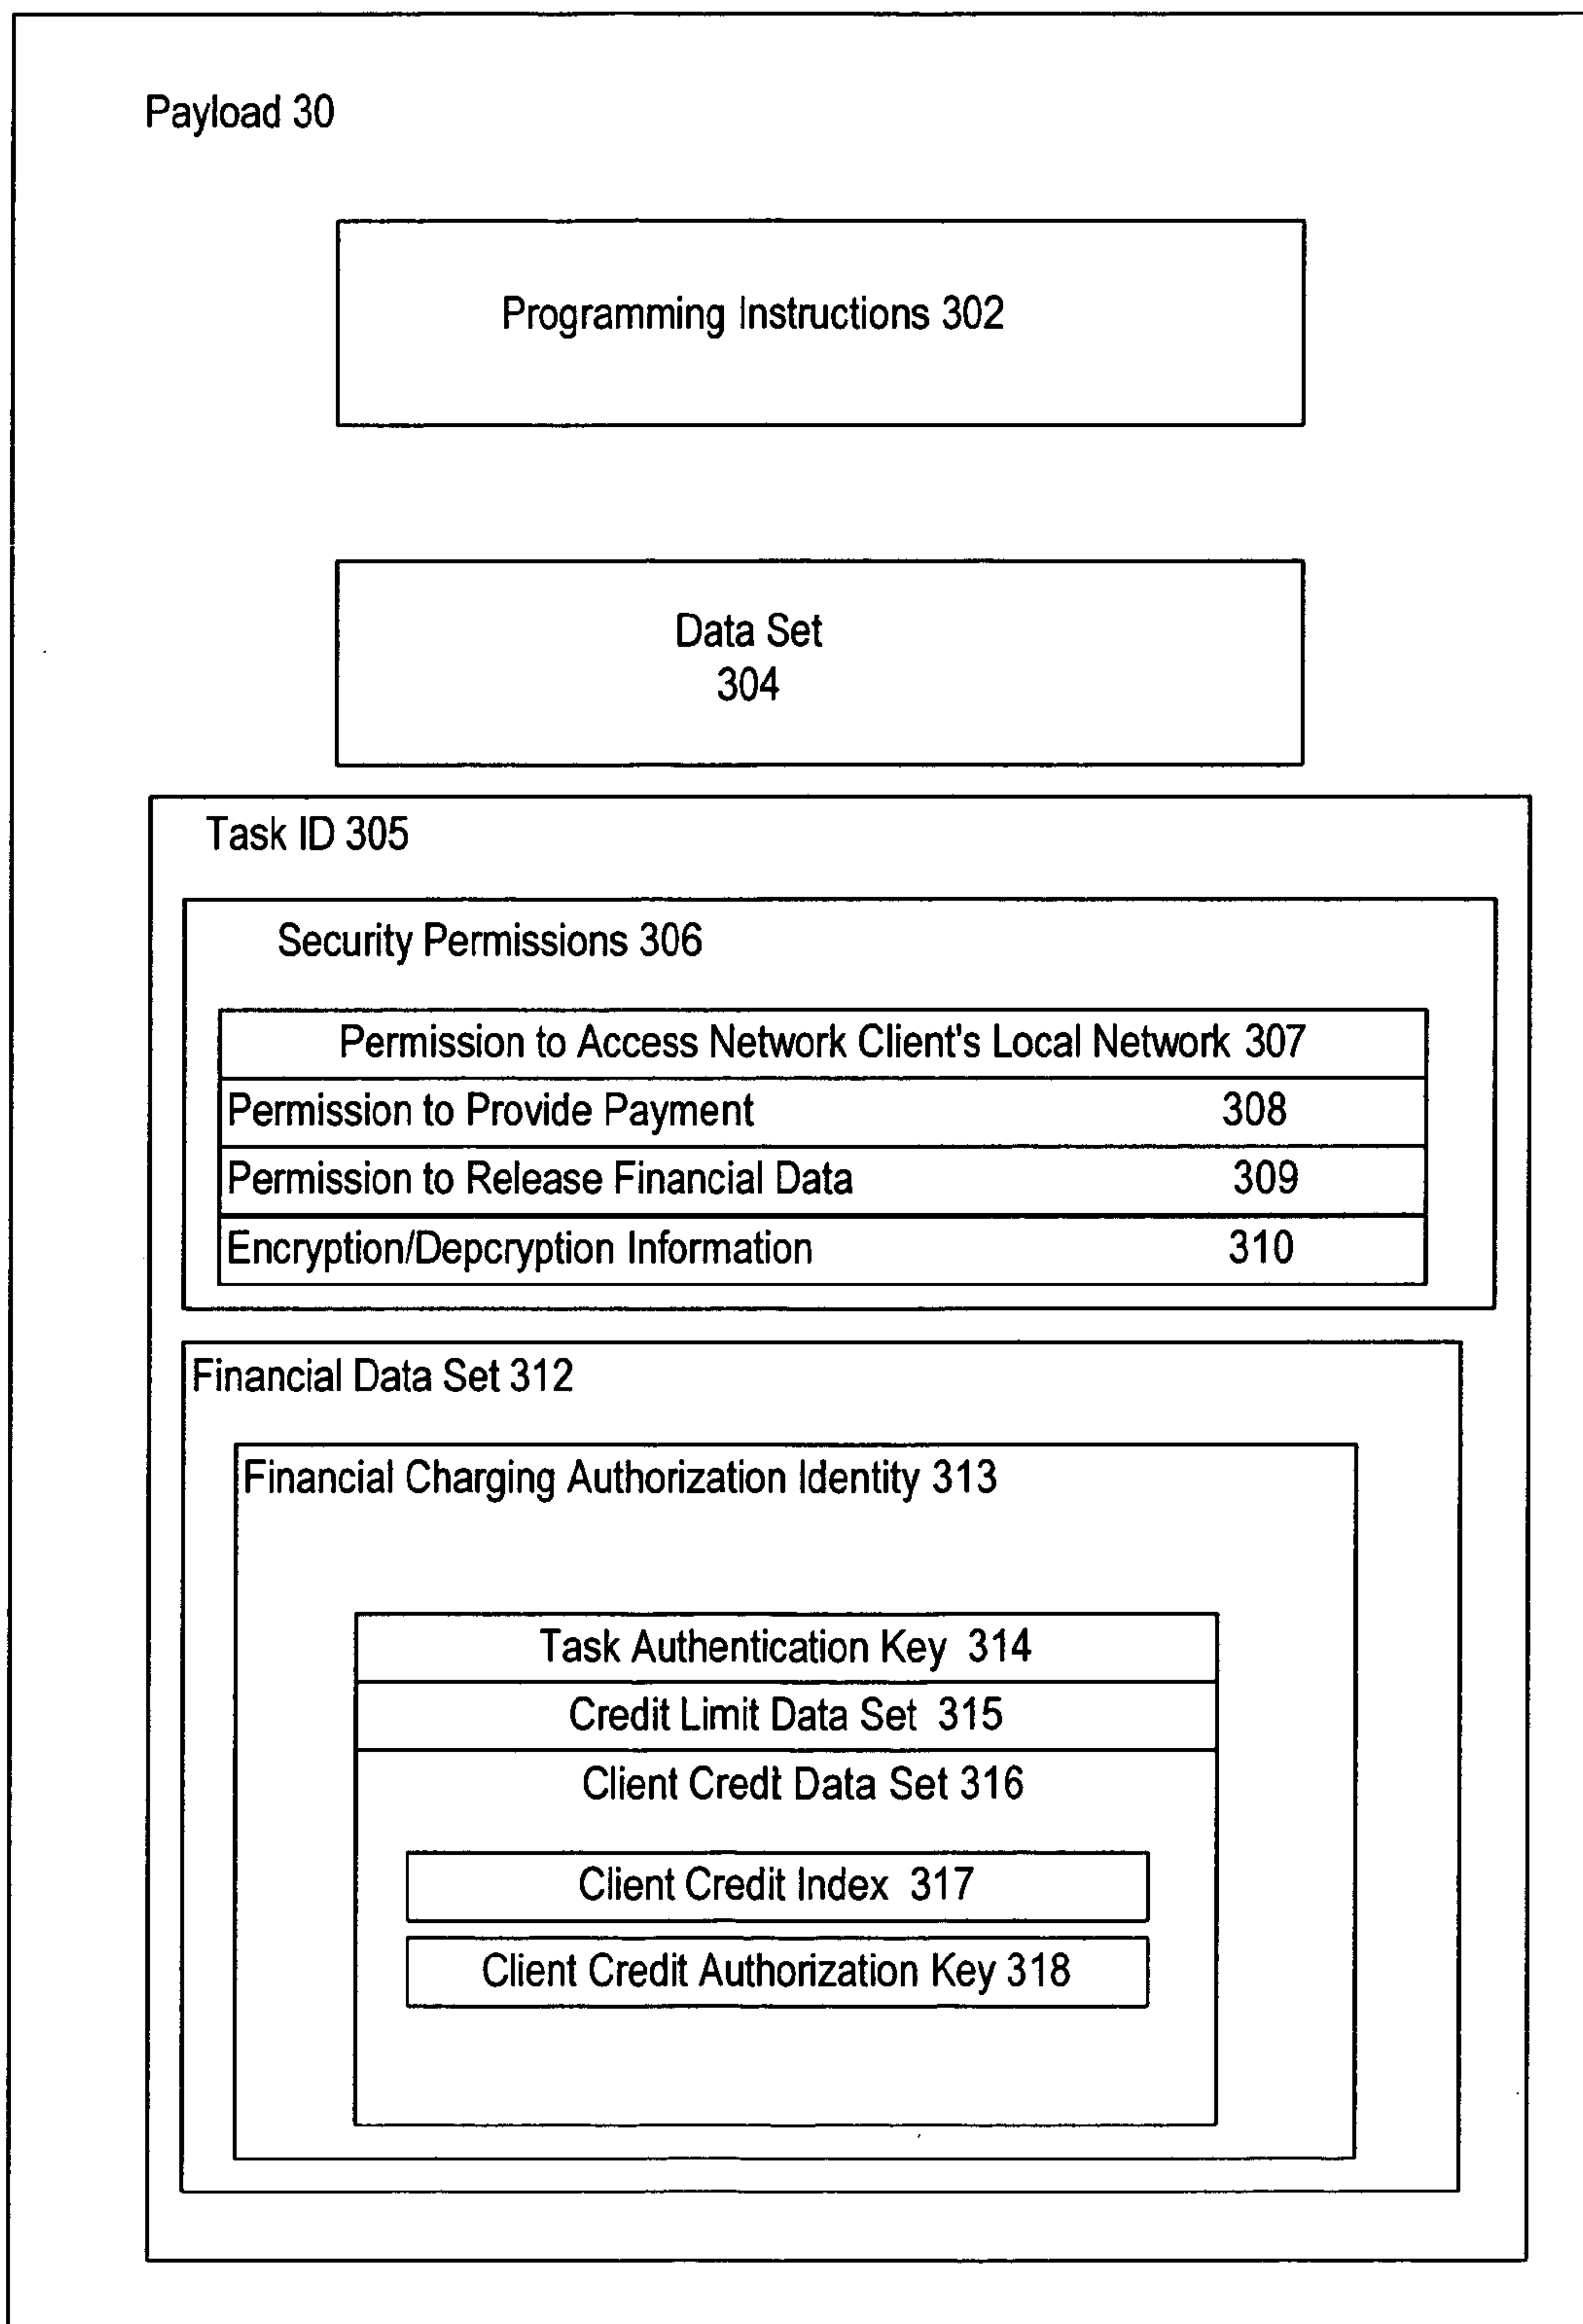 Payload 30
Programming Instructions 302
Data Set
304
Task ID 305
Security Permissions 306
Permission to Access Network Client's Local Network 307
Permission to Provide Payment 308
Permission to Release Financial Data 309
Encryption/Depcryption Information 310
Financial Data Set 312
Financial Charging Authorization Identity 313
Task Authentication Key 314
Credit Limit Data Set 315
Client Credt Data Set 316
Client Credit Index 317
Client Credit Authorization Key 318